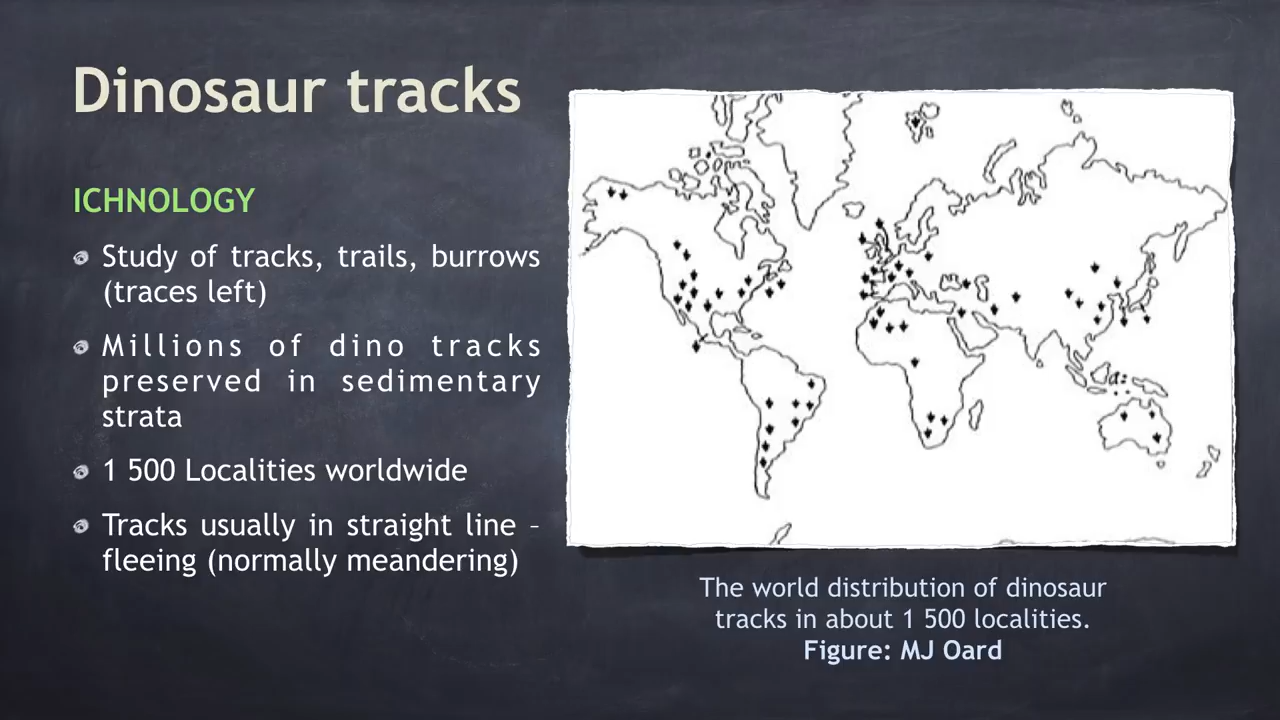 Dinosaur tracks
ICHNOLOGY
Study of tracks, trails, burrows
(traces left)
Millions of dino tracks
preserved in sedimentary
strata
1 500 Localities worldwide
Tracks usually in straight line –
fleeing (normally meandering)
The world distribution of dinosaur
tracks in about 1 500 localities.
Figure: MJ Oard